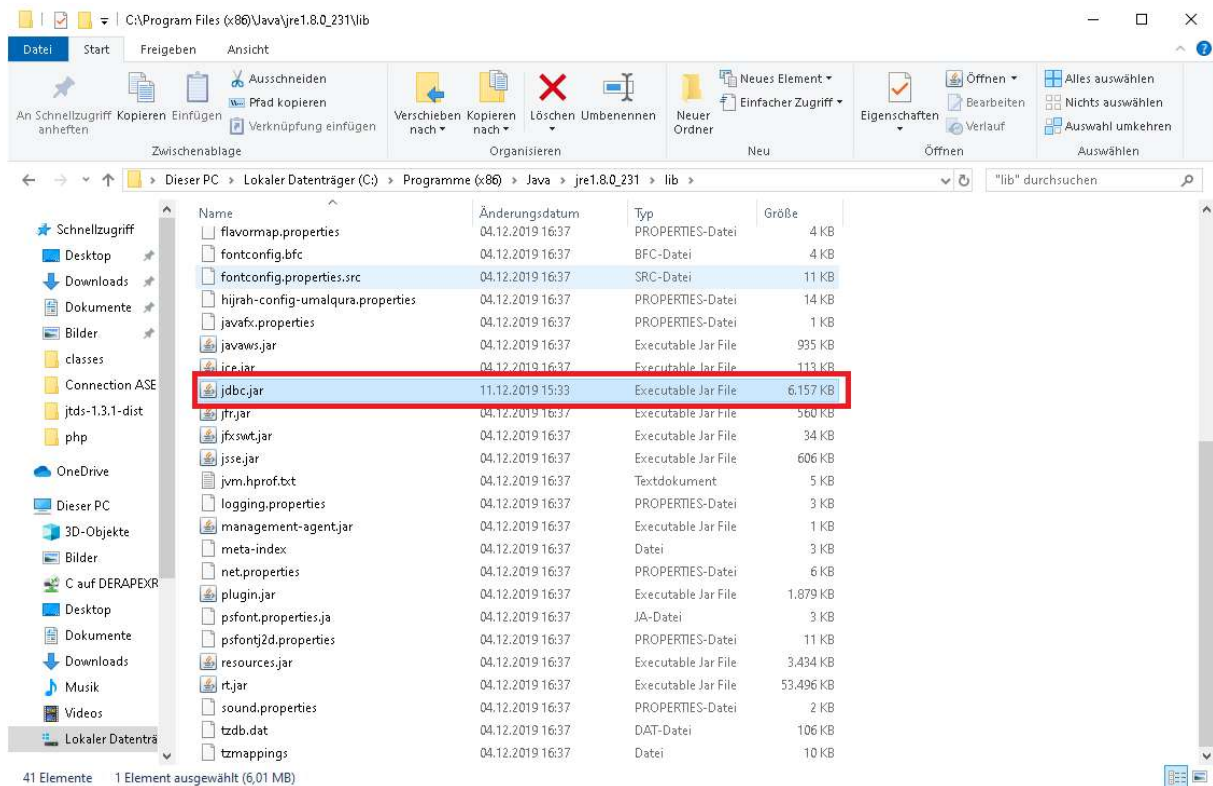 C:\Program Files (x86)\Java\jre1.8.0_231\lib
Datei Start Freigeben Ansicht
An Schnellzugriff anheften
Kopieren
Einfügen
Ausschneiden
Pfad kopieren
Verknüpfung einfügen
Zwischenablage
Verschieben nach
Kopieren nach
Löschen
Umbenennen
Organisieren
Neuer Ordner
Neues Element
Einfacher Zugriff
Neu
Eigenschaften
Öffnen
Bearbeiten
Verlauf
Öffnen
Alles auswählen
Nichts auswählen
Auswahl umkehren
Auswählen
Dieser PC > Lokaler Datenträger (C:) > Programme (x86) > Java > jre1.8.0_231 > lib >
"lib" durchsuchen
Schnellzugriff
Desktop
Downloads
Dokumente
Bilder
classes
Connection ASE
jtds-1.3.1-dist
php
OneDrive
Dieser PC
3D-Objekte
Bilder
C auf DERAPEXR
Desktop
Dokumente
Downloads
Musik
Videos
Lokaler Datenträ
Name Änderungsdatum Typ Größe
flavormap.properties 04.12.2019 16:37 PROPERTIES-Datei 4 KB
fontconfig.bfc 04.12.2019 16:37 BFC-Datei 4 KB
fontconfig.properties.src 04.12.2019 16:37 SRC-Datei 11 KB
hijrah-config-umalqura.properties 04.12.2019 16:37 PROPERTIES-Datei 14 KB
javafx.properties 04.12.2019 16:37 PROPERTIES-Datei 1 KB
javaws.jar 04.12.2019 16:37 Executable Jar File 935 KB
jce.jar 04.12.2019 16:37 Executable Jar File 113 KB
jdbc.jar 11.12.2019 15:33 Executable Jar File 6.157 KB
jfr.jar 04.12.2019 16:37 Executable Jar File 560 KB
jfxswt.jar 04.12.2019 16:37 Executable Jar File 34 KB
jsse.jar 04.12.2019 16:37 Executable Jar File 606 KB
jvm.hprof.txt 04.12.2019 16:37 Textdokument 5 KB
logging.properties 04.12.2019 16:37 PROPERTIES-Datei 3 KB
management-agent.jar 04.12.2019 16:37 Executable Jar File 1 KB
meta-index 04.12.2019 16:37 Datei 3 KB
net.properties 04.12.2019 16:37 PROPERTIES-Datei 6 KB
plugin.jar 04.12.2019 16:37 Executable Jar File 1.879 KB
psfont.properties.ja 04.12.2019 16:37 JA-Datei 3 KB
psfontj2d.properties 04.12.2019 16:37 PROPERTIES-Datei 11 KB
resources.jar 04.12.2019 16:37 Executable Jar File 3.434 KB
rt.jar 04.12.2019 16:37 Executable Jar File 53.496 KB
sound.properties 04.12.2019 16:37 PROPERTIES-Datei 2 KB
tzdb.dat 04.12.2019 16:37 DAT-Datei 106 KB
tzmappings 04.12.2019 16:37 Datei 10 KB
41 Elemente 1 Element ausgewählt (6,01 MB)